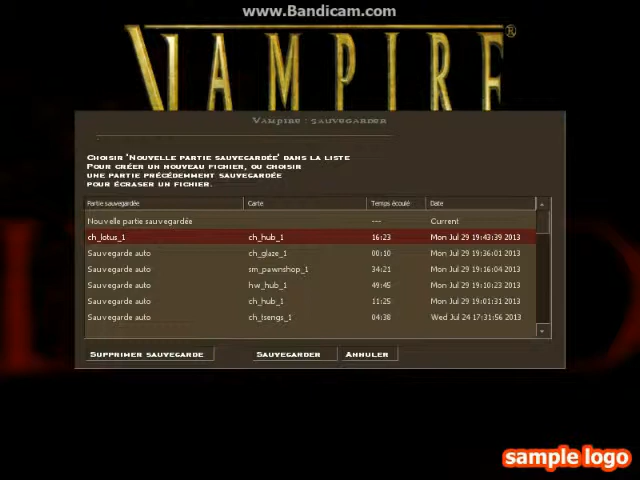 www.Bandicam.com
VAMPIRE®
Vampire : sauvegarder
Choisir 'Nouvelle partie sauvegardée' dans la liste
Pour créer un nouveau fichier, ou choisir
une partie précédemment sauvegardée
pour écraser un fichier.
Partie sauvegardée Carte Temps écoulé Date
Nouvelle partie sauvegardée --- Current
ch_lotus_1 ch_hub_1 16:23 Mon Jul 29 19:43:39 2013
Sauvegarde auto ch_glaze_1 00:10 Mon Jul 29 19:36:01 2013
Sauvegarde auto sm_pawnshop_1 34:21 Mon Jul 29 19:16:04 2013
Sauvegarde auto hw_hub_1 49:45 Mon Jul 29 19:10:23 2013
Sauvegarde auto ch_hub_1 11:25 Mon Jul 29 19:01:31 2013
Sauvegarde auto ch_tsengs_1 04:38 Wed Jul 24 17:31:56 2013
Supprimer sauvegarde Sauvegarder Annuler
sample logo